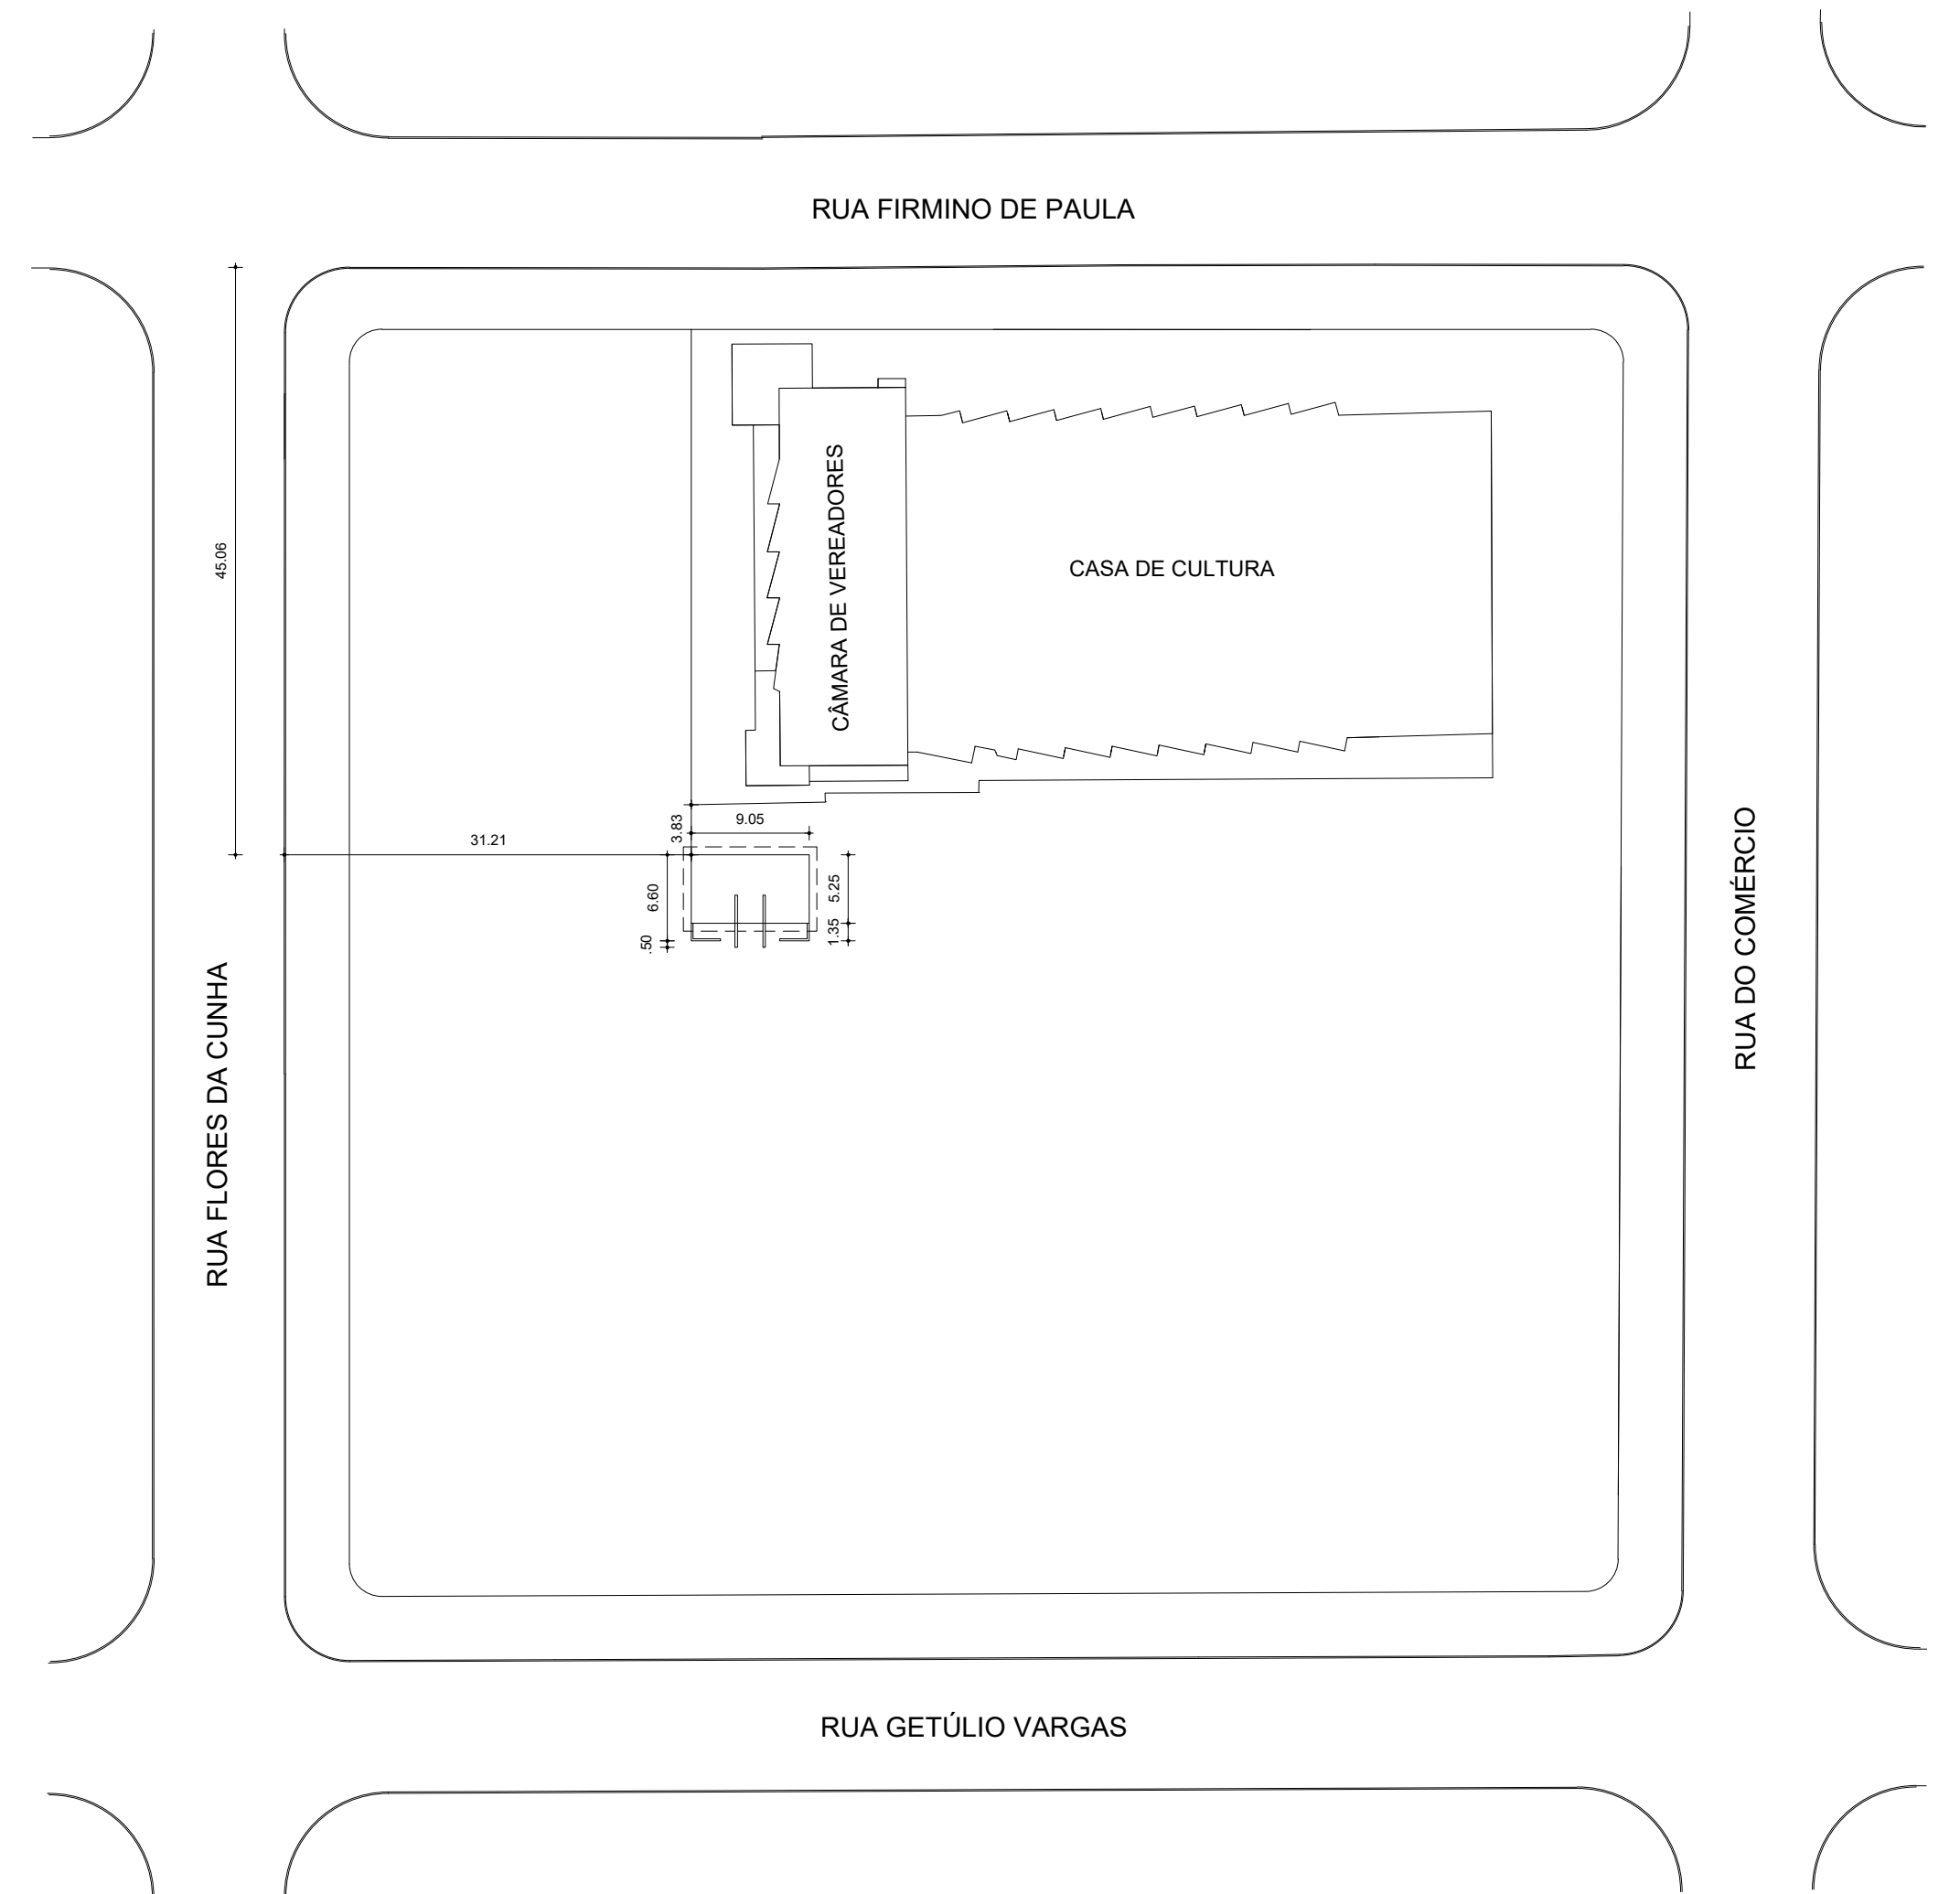 RUA FIRMINO DE PAULA
45.06
CÂMARA DE VEREADORES
CASA DE CULTURA
3.83
9.05
31.21
6.60
5.25
1.35
.50
RUA FLORES DA CUNHA
RUA DO COMÉRCIO
RUA GETÚLIO VARGAS